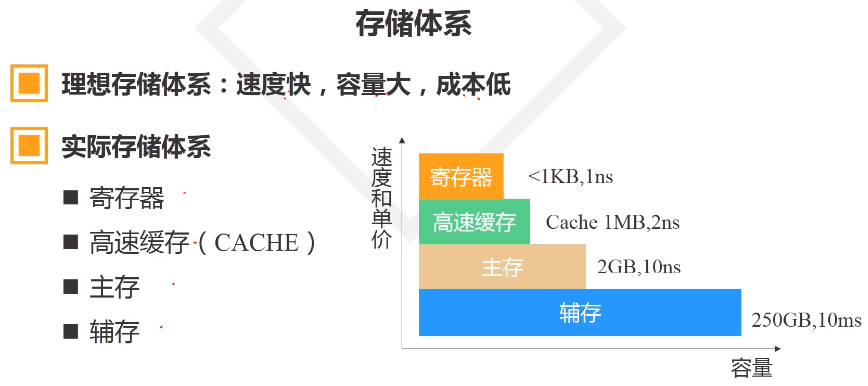 存储体系
理想存储体系：速度快，容量大，成本低
实际存储体系
■ 寄存器
■ 高速缓存（CACHE）
■ 主存
■ 辅存
速度和单价
寄存器
<1KB,1ns
高速缓存
Cache 1MB,2ns
主存
2GB,10ns
辅存
250GB,10ms
容量